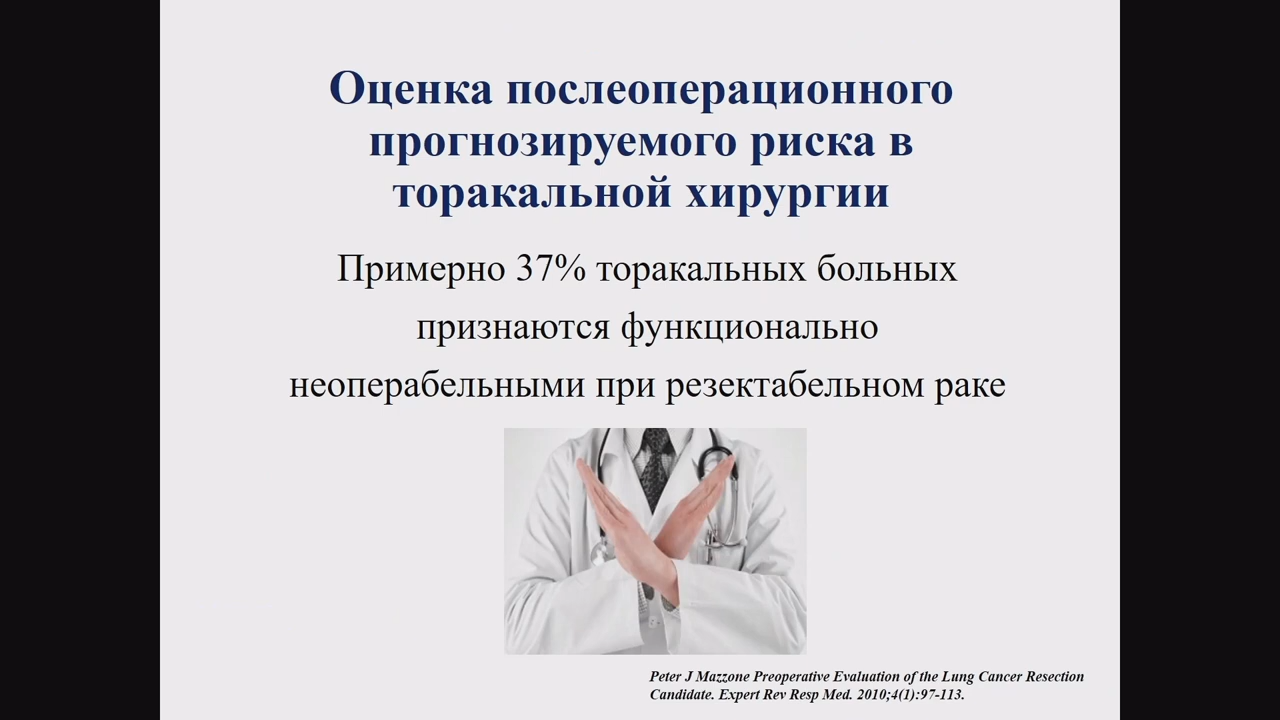 Оценка послеоперационного
прогнозируемого риска в
торакальной хирургии
Примерно 37% торакальных больных
признаются функционально
неоперабельными при резектабельном раке
Peter J Mazzone Preoperative Evaluation of the Lung Cancer Resection
Candidate. Expert Rev Resp Med. 2010;4(1):97-113.